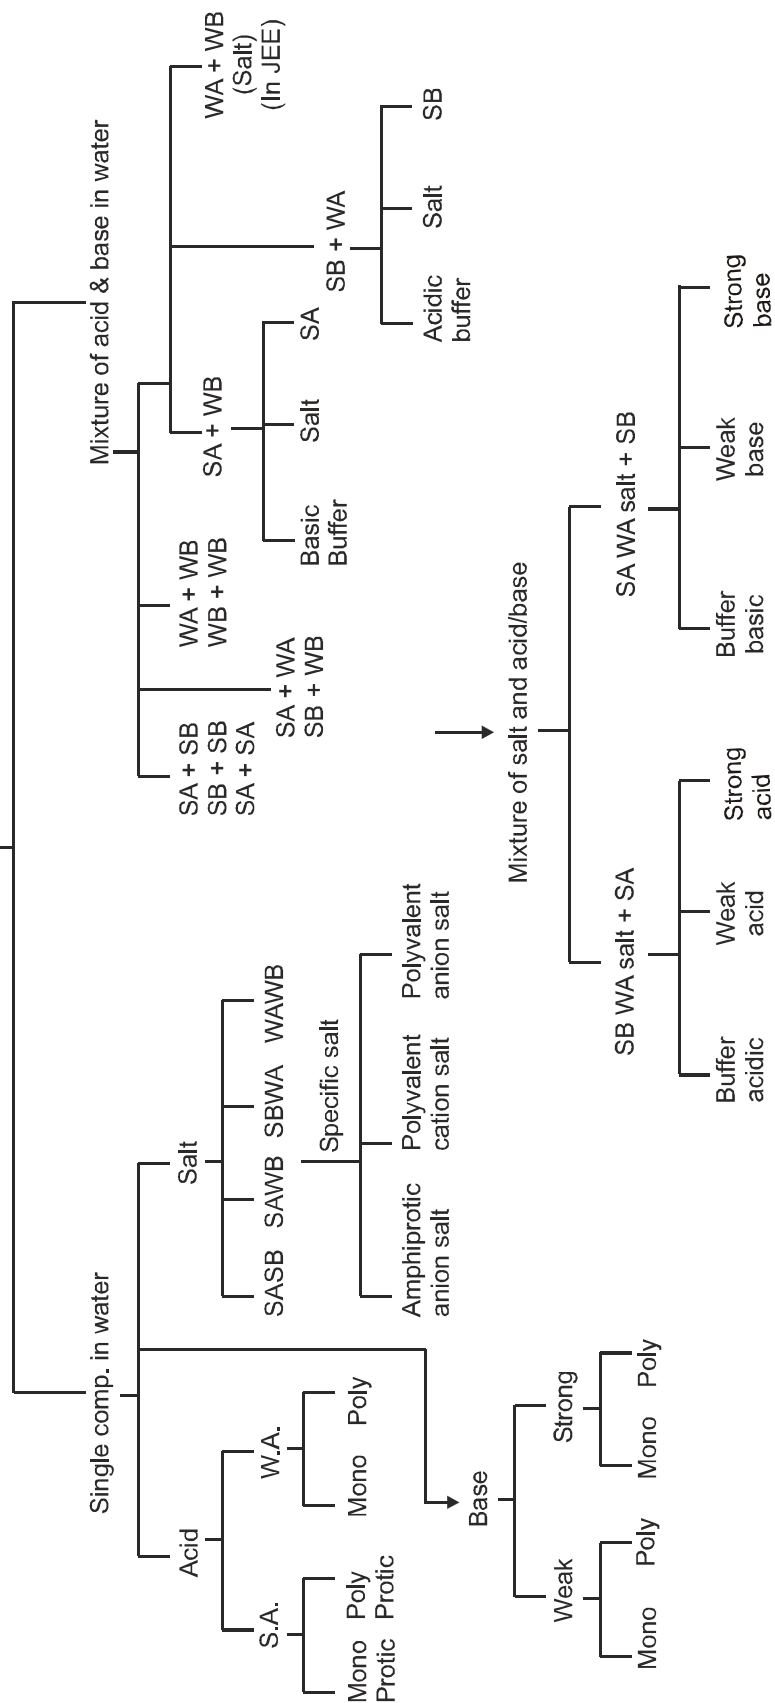 Single comp. in water
Acid
S.A.
Mono
Protic
Poly
Protic
W.A.
Mono
Poly
Base
Weak
Mono
Poly
Strong
Mono
Poly
Salt
SASB
SAWB
SBWA
WAWB
Specific salt
Amphiprotic
anion salt
Polyvalent
cation salt
Polyvalent
anion salt
Mixture of acid & base in water
SA + SB
SB + SB
SA + SA
SA + WA
SB + WB
WA + WB
WB + WB
SA + WB
Basic
Buffer
Salt
SA
SB + WA
Acidic
buffer
Salt
SB
WA + WB
(Salt)
(In JEE)
Mixture of salt and acid/base
SB WA salt + SA
Buffer
acidic
Weak
acid
Strong
acid
SA WA salt + SB
Buffer
basic
Weak
base
Strong
base